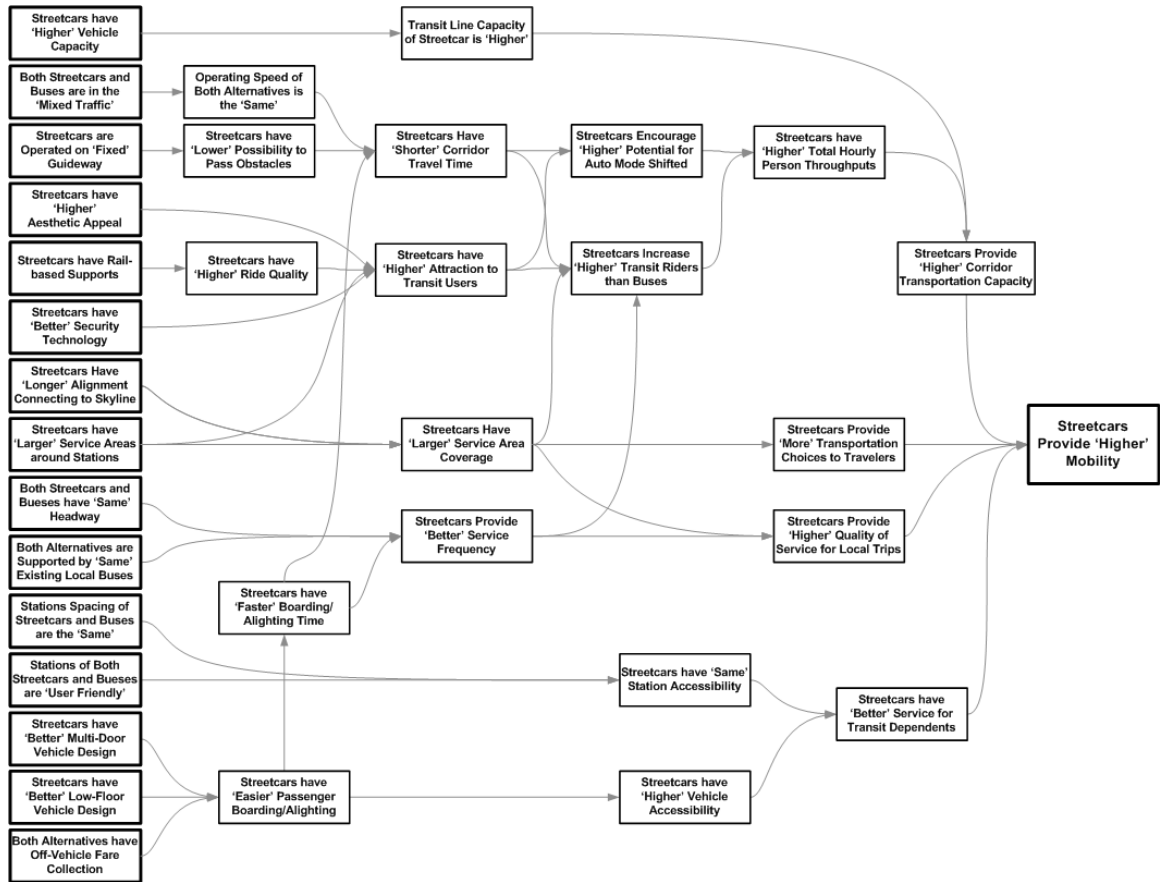 Streetcars have
‘Higher’ Vehicle
Capacity
Transit Line Capacity
of Streetcar is ‘Higher’
Both Streetcars and
Buses are in the
‘Mixed Traffic’
Operating Speed of
Both Alternatives is
the ‘Same’
Streetcars are
Operated on ‘Fixed’
Guideway
Streetcars have
‘Lower’ Possibility to
Pass Obstacles
Streetcars Have
‘Shorter’ Corridor
Travel Time
Streetcars Encourage
‘Higher’ Potential for
Auto Mode Shifted
Streetcars have
‘Higher’ Total Hourly
Person Throughputs
Streetcars have
‘Higher’
Aesthetic Appeal
Streetcars have Rail-
based Supports
Streetcars have
‘Higher’ Ride Quality
Streetcars have
‘Higher’ Attraction to
Transit Users
Streetcars Increase
‘Higher’ Transit Riders
than Buses
Streetcars Provide
‘Higher’ Corridor
Transportation Capacity
Streetcars have
‘Better’ Security
Technology
Streetcars Have
‘Longer’ Alignment
Connecting to Skyline
Streetcars have
‘Larger’ Service Areas
around Stations
Streetcars Have
‘Larger’ Service Area
Coverage
Streetcars Provide
‘More’ Transportation
Choices to Travelers
Streetcars
Provide ‘Higher’
Mobility
Both Streetcars and
Bueses have ‘Same’
Headway
Streetcars Provide
‘Better’ Service
Frequency
Streetcars Provide
‘Higher’ Quality of
Service for Local Trips
Both Alternatives are
Supported by ‘Same’
Existing Local Buses
Streetcars have
‘Faster’ Boarding/
Alighting Time
Stations Spacing of
Streetcars and Buses
are the ‘Same’
Stations of Both
Streetcars and Bueses
are ‘User Friendly’
Streetcars have ‘Same’
Station Accessibility
Streetcars have
‘Better’ Service for
Transit Dependents
Streetcars have
‘Better’ Multi-Door
Vehicle Design
Streetcars have
‘Better’ Low-Floor
Vehicle Design
Streetcars have
‘Easier’ Passenger
Boarding/Alighting
Streetcars have
‘Higher’ Vehicle
Accessibility
Both Alternatives have
Off-Vehicle Fare
Collection